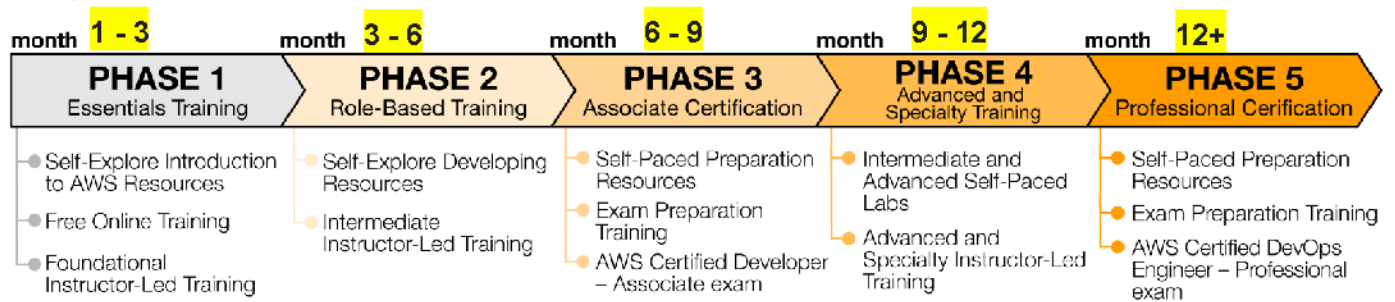 month 1 - 3
month 3 - 6
month 6 - 9
month 9 - 12
month 12+
PHASE 1
Essentials Training
PHASE 2
Role-Based Training
PHASE 3
Associate Certification
PHASE 4
Advanced and
Specialty Training
PHASE 5
Professional Cerification
Self-Explore Introduction
to AWS Resources
Free Online Training
Foundational
Instructor-Led Training
Self-Explore Developing
Resources
Intermediate
Instructor-Led Training
Self-Paced Preparation
Resources
Exam Preparation
Training
AWS Certified Developer
– Associate exam
Intermediate and
Advanced Self-Paced
Labs
Advanced and
Specially Instructor-Led
Training
Self-Paced Preparation
Resources
Exam Preparation Training
AWS Certified DevOps
Engineer – Professional
exam